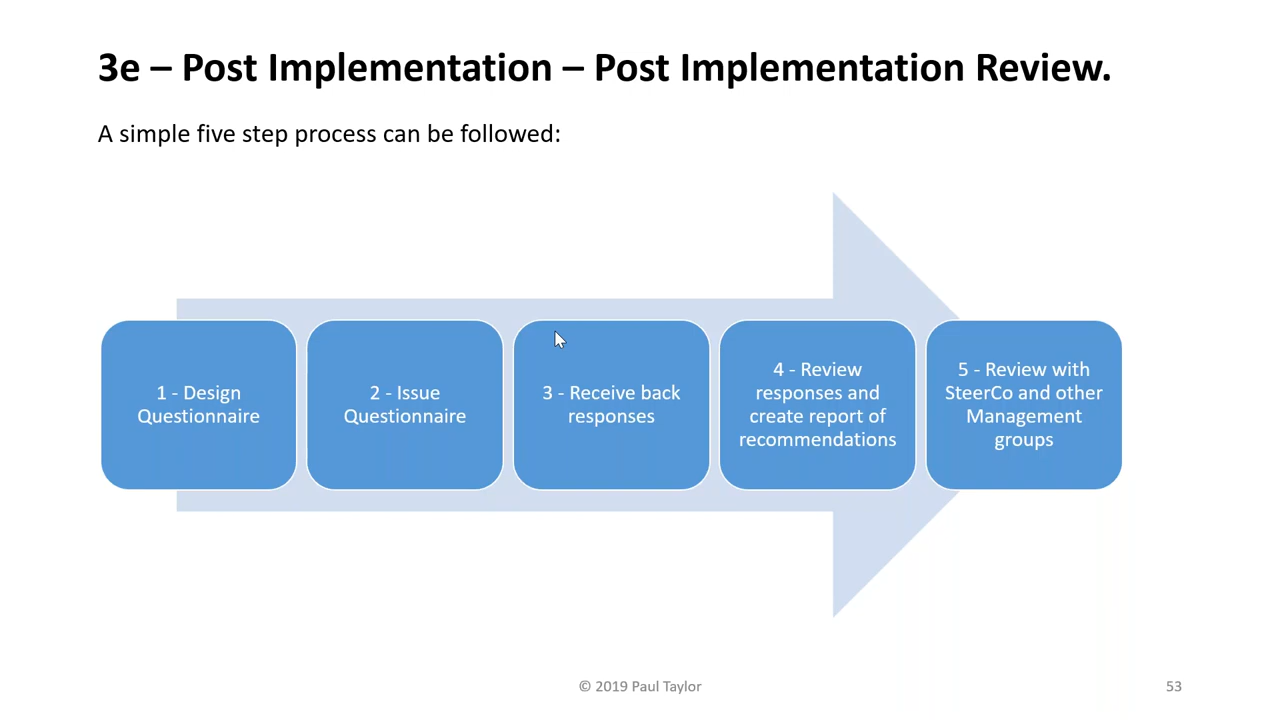 3e – Post Implementation – Post Implementation Review.
A simple five step process can be followed:
1 - Design
Questionnaire
2 - Issue
Questionnaire
3 - Receive back
responses
4 - Review
responses and
create report of
recommendations
5 - Review with
SteerCo and other
Management
groups
© 2019 Paul Taylor
53